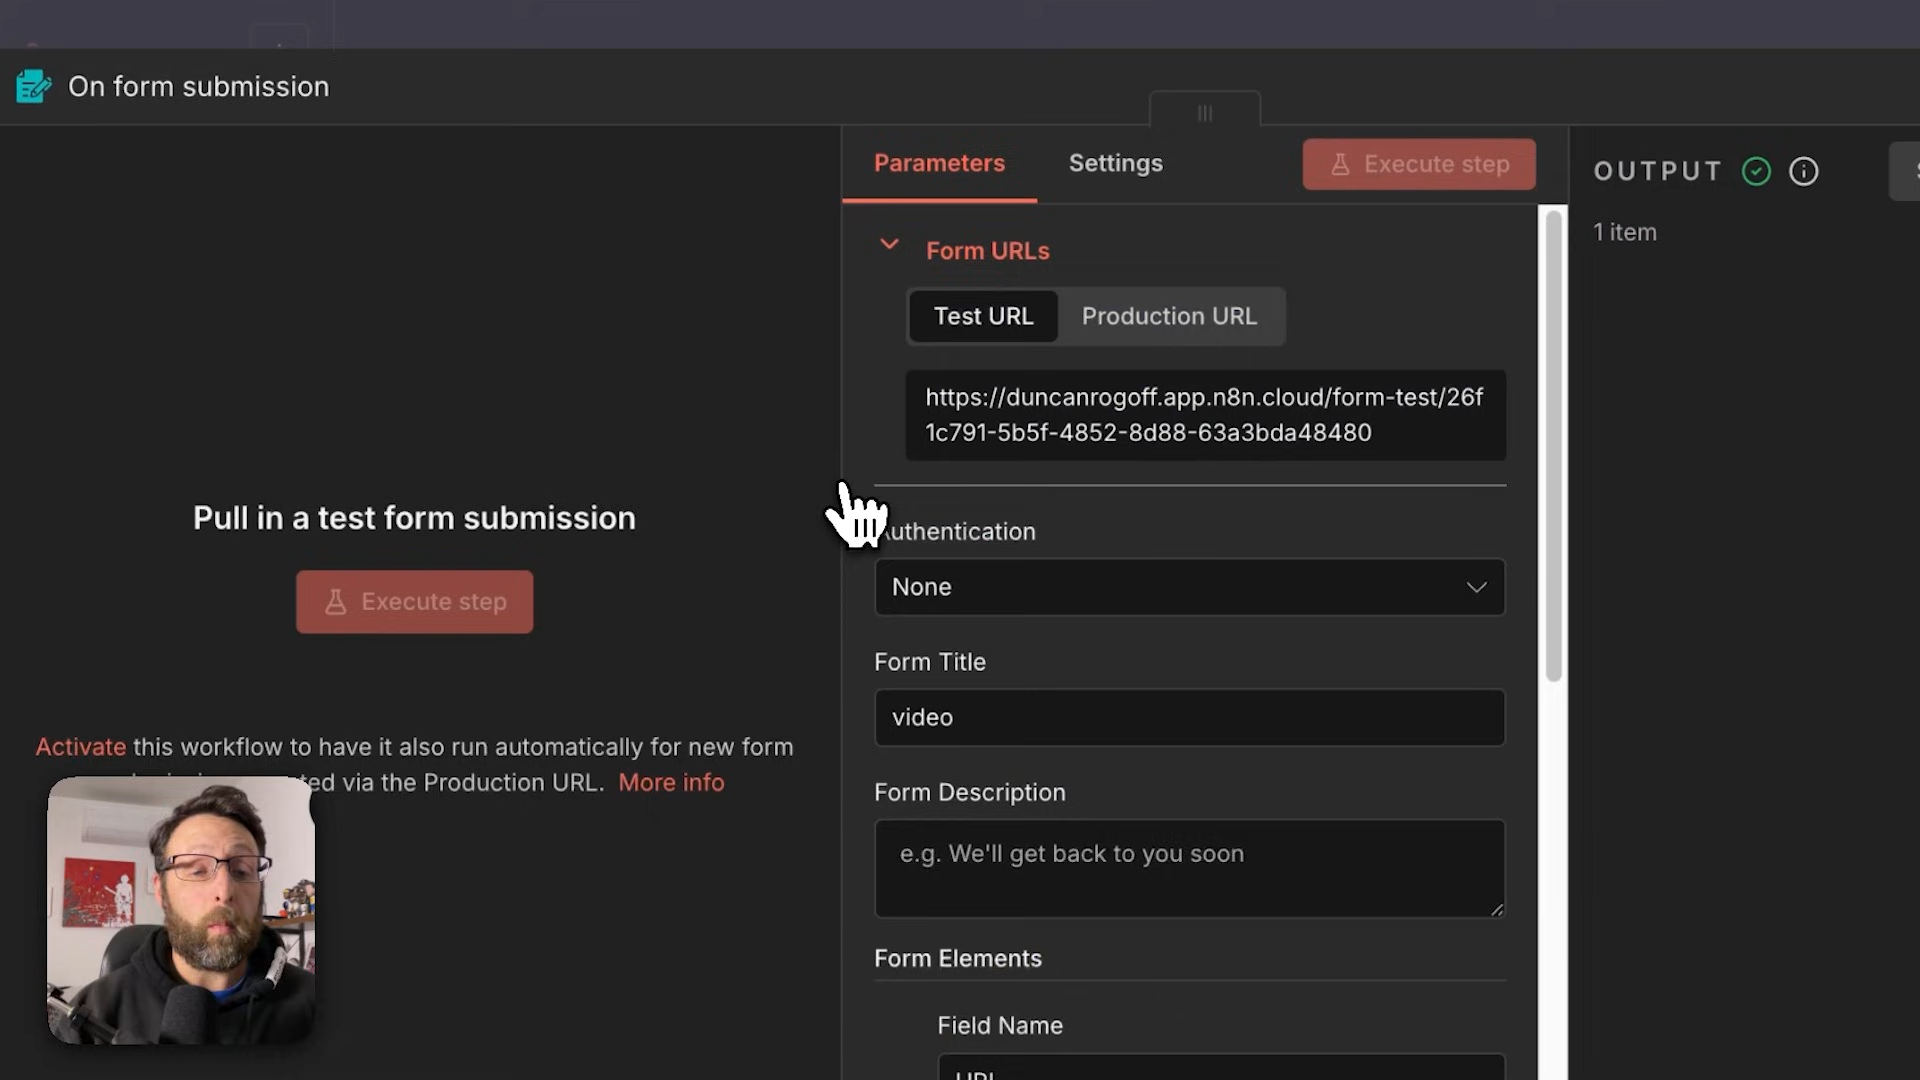 On form submission
Parameters
Settings
Execute step
OUTPUT
1 item
Form URLs
Test URL
Production URL
https://duncanrogoff.app.n8n.cloud/form-test/26f
1c791-5b5f-4852-8d88-63a3bda48480
Pull in a test form submission
Execute step
Activate this workflow to have it also run automatically for new form
via the Production URL. More info
Authentication
None
Form Title
video
Form Description
e.g. We'll get back to you soon
Form Elements
Field Name
URL